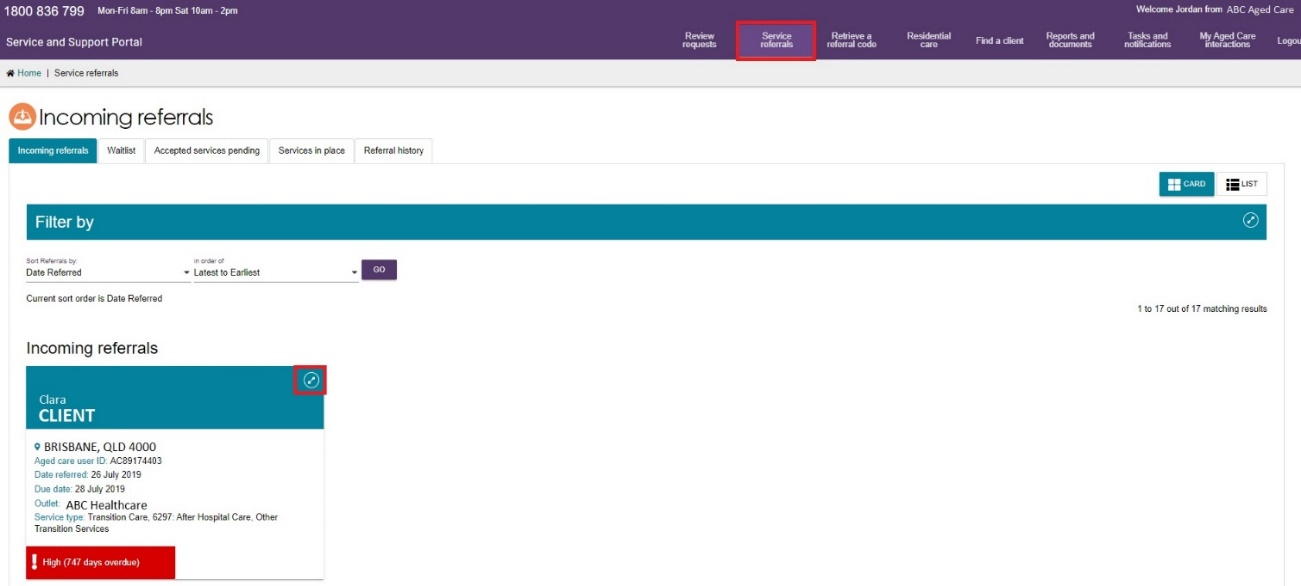 1800 836 799 Mon-Fri 8am - 8pm Sat 10am - 2pm
Welcome Jordan from ABC Aged Care
Service and Support Portal
Review requests
Service referrals
Retrieve a referral code
Residential care
Find a client
Reports and documents
Tasks and notifications
My Aged Care interactions
Logou
Home | Service referrals
Incoming referrals
Incoming referrals
Waitlist
Accepted services pending
Services in place
Referral history
CARD
LIST
Filter by
Sort Referrals by:
Date Referred
in order of
Latest to Earliest
GO
Current sort order is Date Referred
1 to 17 out of 17 matching results
Incoming referrals
Clara
CLIENT
BRISBANE, QLD 4000
Aged care user ID: AC89174403
Date referred: 26 July 2019
Due date: 28 July 2019
Outlet: ABC Healthcare
Service type: Transition Care, 6297: After Hospital Care, Other
Transition Services
High (747 days overdue)